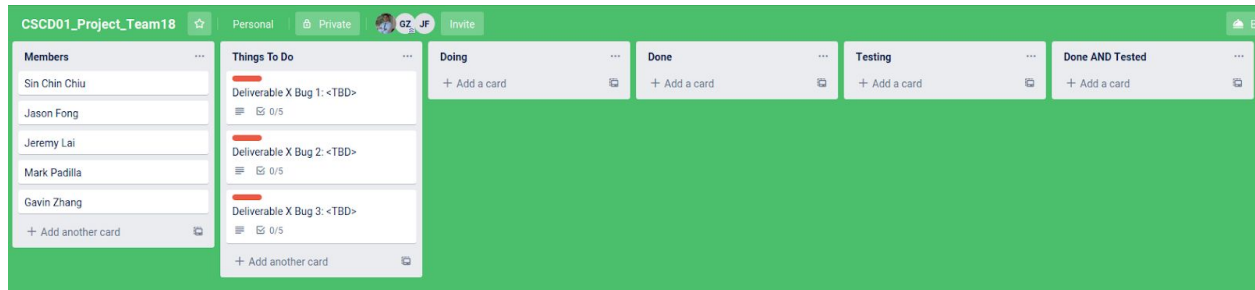 CSCD01_Project_Team18 Personal Private GZ JF Invite
Members
Sin Chin Chiu
Jason Fong
Jeremy Lai
Mark Padilla
Gavin Zhang
+ Add another card
Things To Do
Deliverable X Bug 1: <TBD>
0/5
Deliverable X Bug 2: <TBD>
0/5
Deliverable X Bug 3: <TBD>
0/5
+ Add another card
Doing
+ Add a card
Done
+ Add a card
Testing
+ Add a card
Done AND Tested
+ Add a card